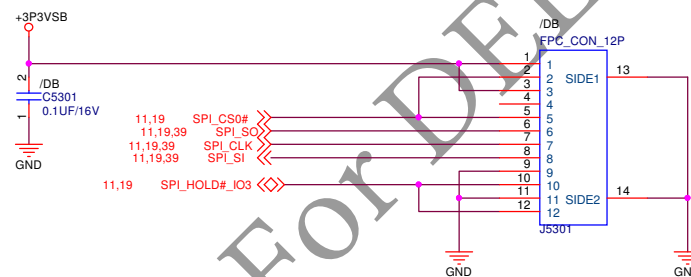 +3P3VSB
/DB
FPC_CON_12P
1 1
2 2
3 3
4 4
5 5
6 6
7 7
8 8
9 9
10 10
11 11
12 12
SIDE1 13
SIDE2 14
J5301
2
/DB
C5301
0.1UF/16V
1
GND
11,19 SPI_CS0#
11,19,39 SPI_SO
11,19,39 SPI_CLK
11,19,39 SPI_SI
11,19 SPI_HOLD#_IO3
GND
GN
For DEL